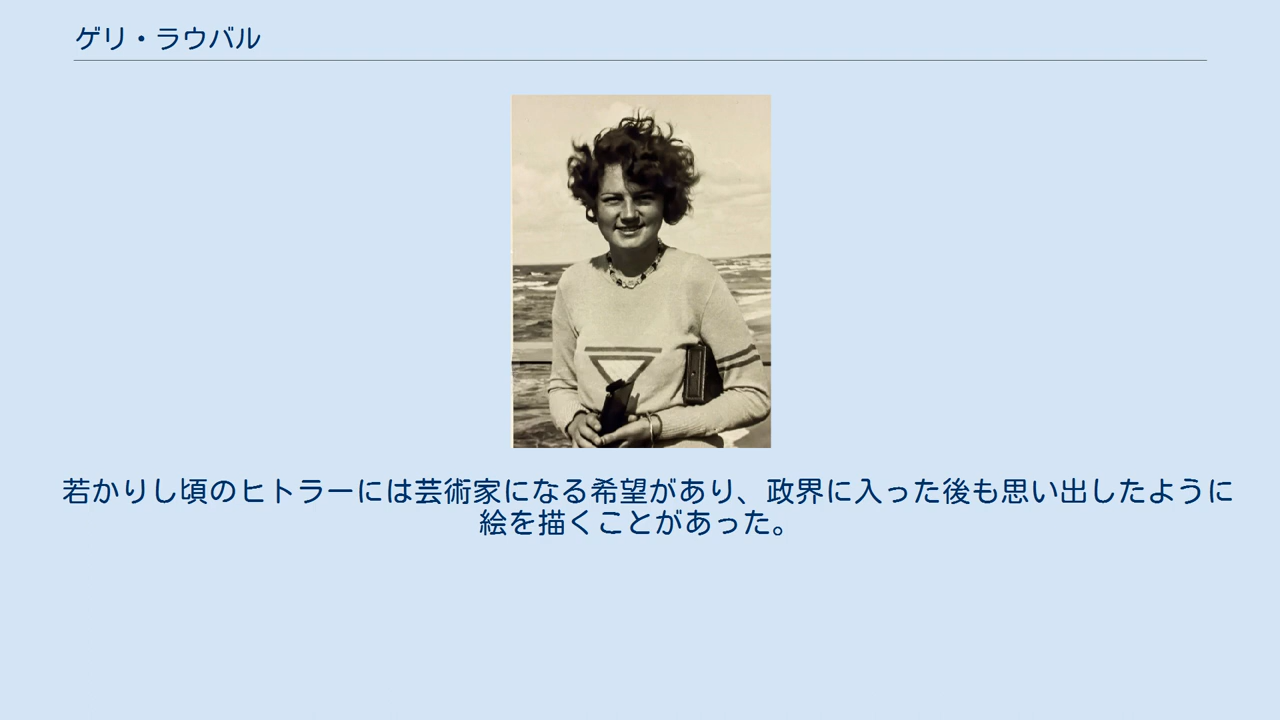 ゲリ・ラウバル
若かりし頃のヒトラーには芸術家になる希望があり、政界に入った後も思い出したように
絵を描くことがあった。